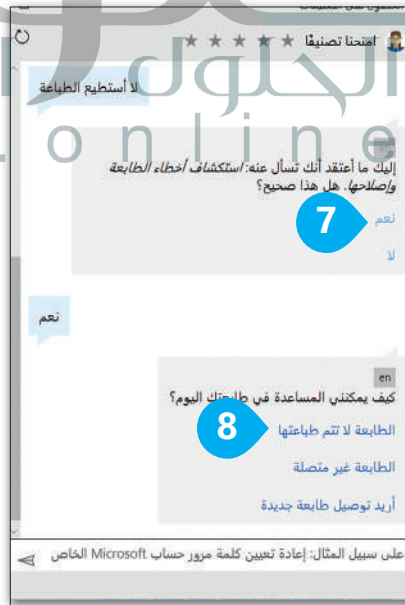 امنحنا تصنيفًا
الحلول
online
لا أستطيع الطباعة
إليك ما أعتقد أنك تسأل عنه: استكشاف أخطاء الطابعة
وإصلاحها. هل هذا صحيح؟
نعم
7
لا
نعم
en
كيف يمكنني المساعدة في طابعتك اليوم؟
الطابعة لا تتم طباعتها
8
الطابعة غير متصلة
أريد توصيل طابعة جديدة
على سبيل المثال: إعادة تعيين كلمة مرور حساب Microsoft الخاص